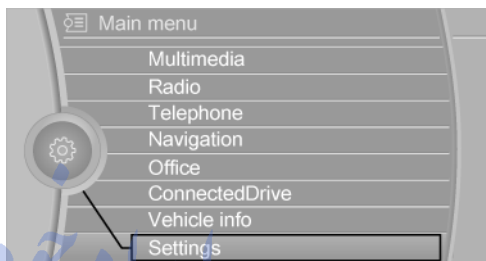 Main menu
Multimedia
Radio
Telephone
Navigation
Office
ConnectedDrive
Vehicle info
Settings